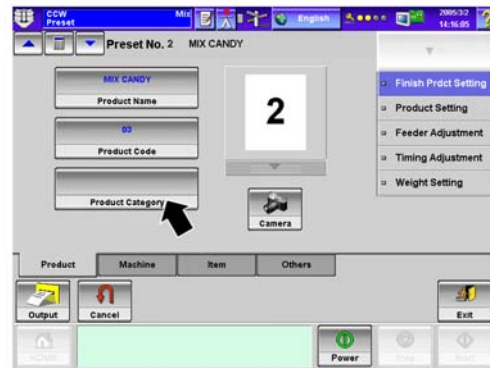 CCW
Preset
Mix
English
2005/3/2
14:16:05
Preset No. 2 MIX CANDY
MIX CANDY
Product Name
03
Product Code
Product Category
2
Camera
Finish Prdct Setting
Product Setting
Feeder Adjustment
Timing Adjustment
Weight Setting
Product Machine Item Others
Output Cancel Exit
HOME Power Stop Start